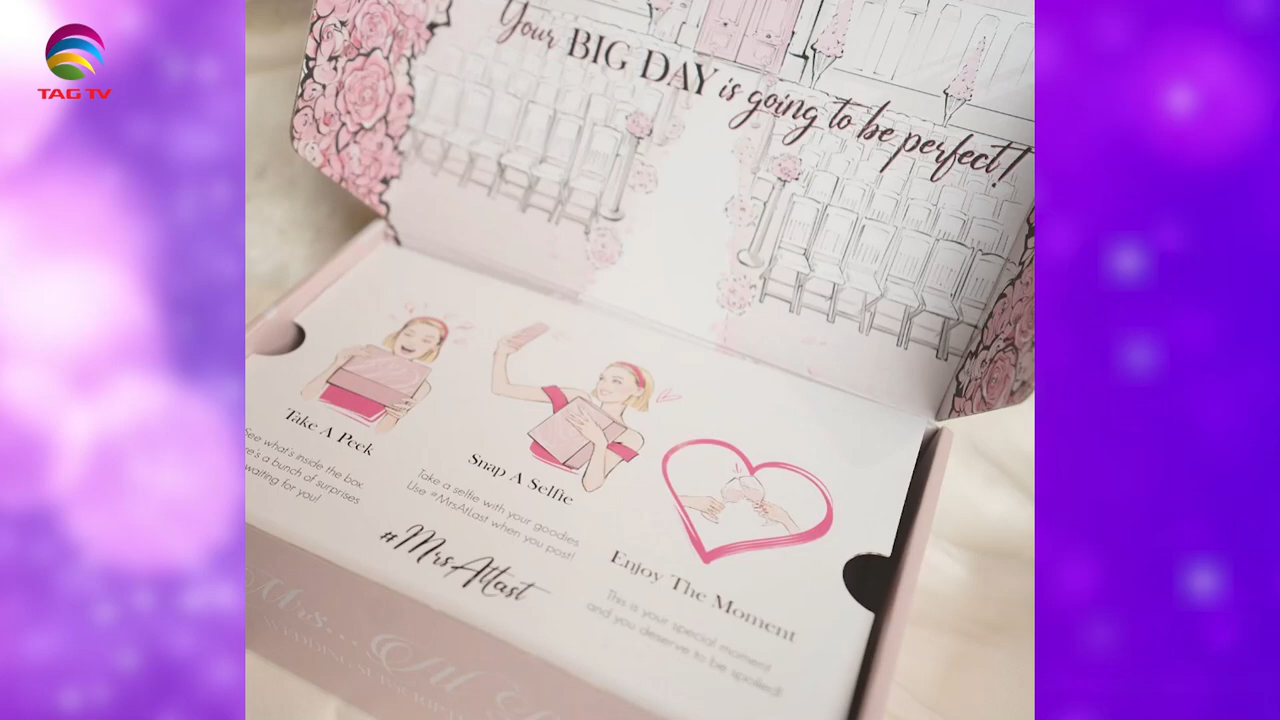 TAG TV
Your BIG DAY is going to be perfect!
Take A Peek
See what's inside the box
re's a bunch of surprises
waiting for you!
Snap A Selfie
Take a selfie with your goodies
Use #MrsAtLast when you post!
#MrsAtLast
Enjoy The Moment
This is your special moment
and you deserve to be spoiled!
Mrs... At